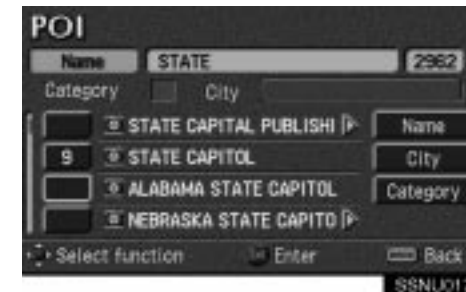 POI
Name STATE 2962
Category City
STATE CAPITAL PUBLISHI Name
9 STATE CAPITOL City
ALABAMA STATE CAPITOL Category
NEBRASKA STATE CAPITO
Select function Enter Back
SSNU01